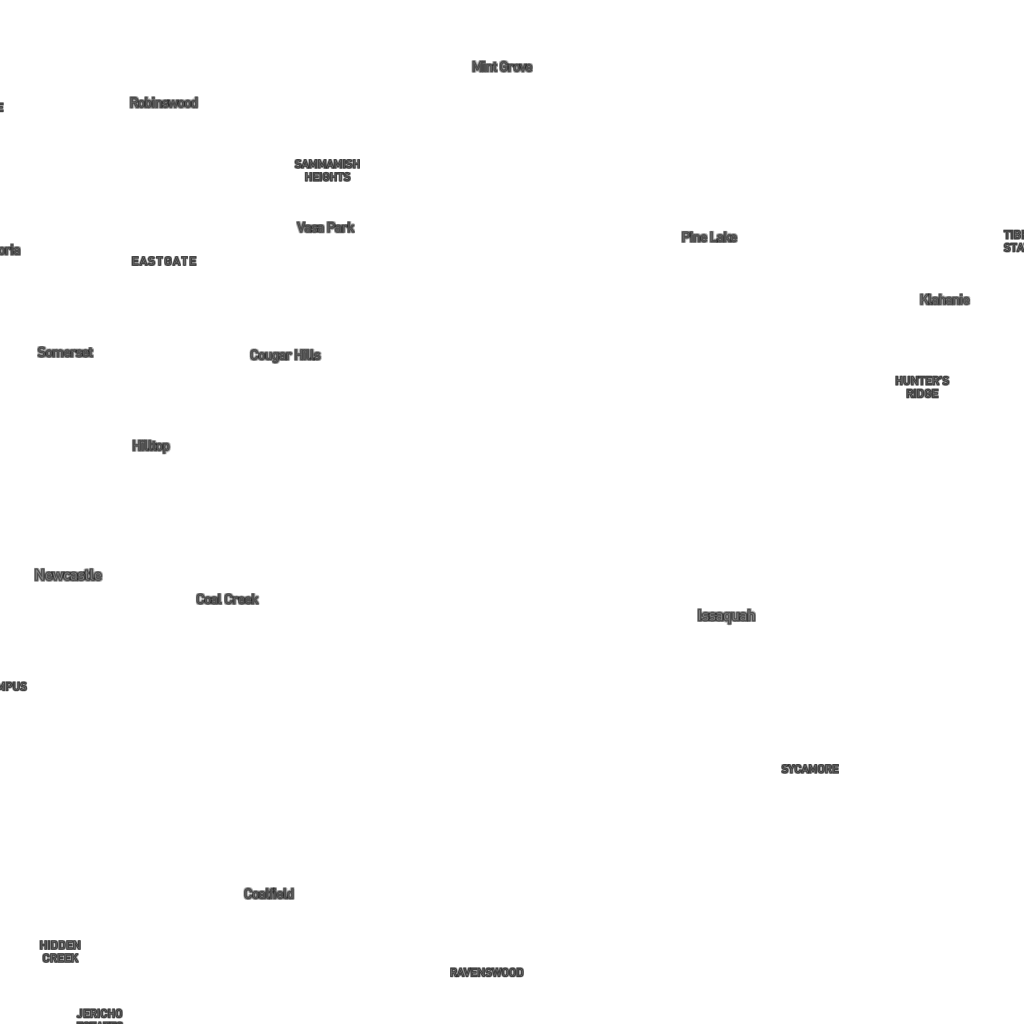 Mint Grove
Robinswood
SAMMAMISH
HEIGHTS
Vasa Park
Pine Lake
EASTGATE
Klahanie
Somerset
Cougar Hills
HUNTER'S
RIDGE
Hilltop
Newcastle
Coal Creek
Issaquah
SYCAMORE
Coalfield
HIDDEN
CREEK
RAVENSWOOD
JERICHO